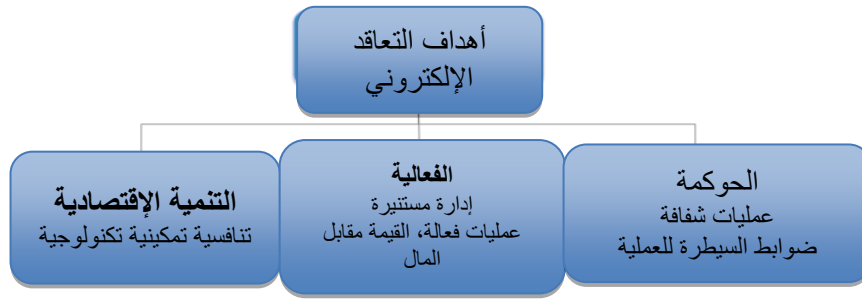 أهداف التعاقد
الإلكتروني
الحوكمة
عمليات شفافة
ضوابط السيطرة للعملية
الفعالية
إدارة مستنيرة
عمليات فعالة، القيمة مقابل
المال
التنمية الإقتصادية
تنافسية تمكينية تكنولوجية